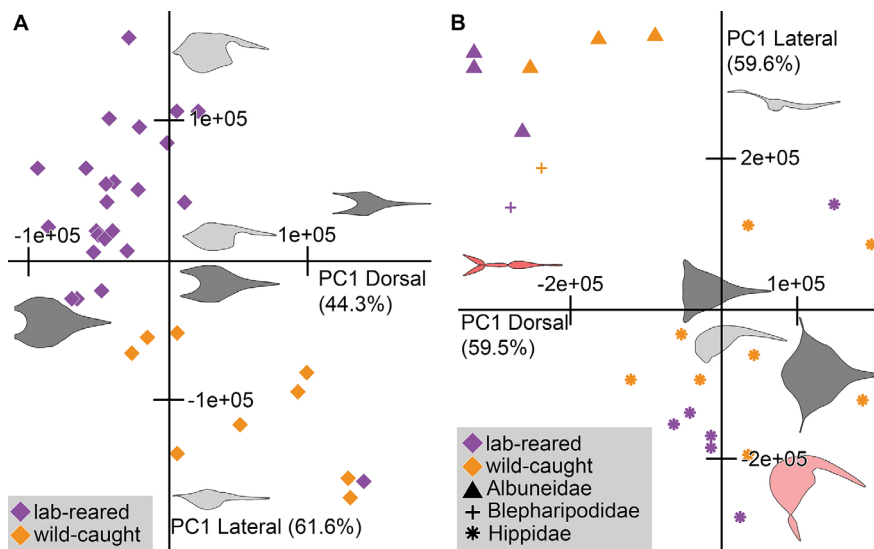 A
1e+05
-1e+05
1e+05
PC1 Dorsal
(44.3%)
-1e+05
lab-reared
wild-caught
PC1 Lateral (61.6%)
B
PC1 Lateral
(59.6%)
2e+05
-2e+05
1e+05
PC1 Dorsal
(59.5%)
-2e+05
lab-reared
wild-caught
Albuneidae
Blepharipodidae
Hippidae